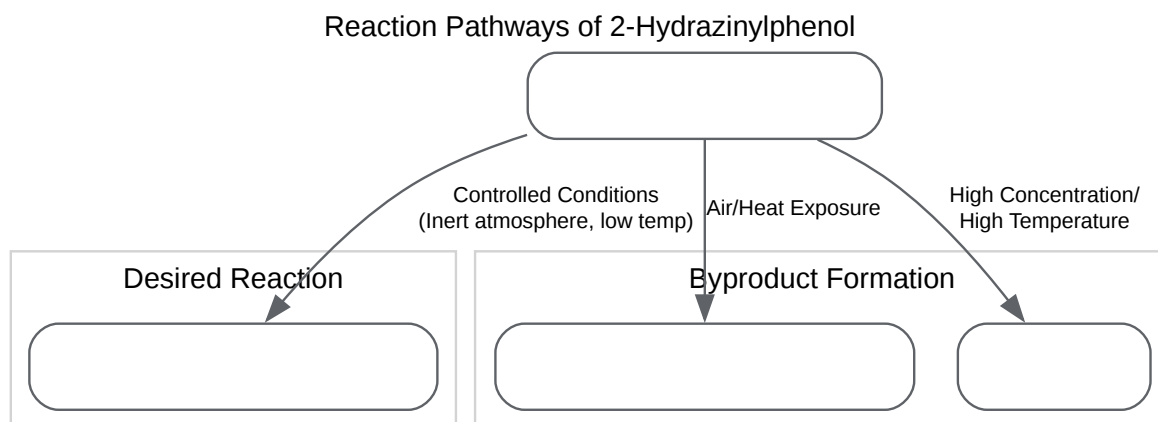 Reaction Pathways of 2-Hydrazinylphenol
Controlled Conditions
(Inert atmosphere, low temp)
Air/Heat Exposure
High Concentration/
High Temperature
Desired Reaction
Byproduct Formation